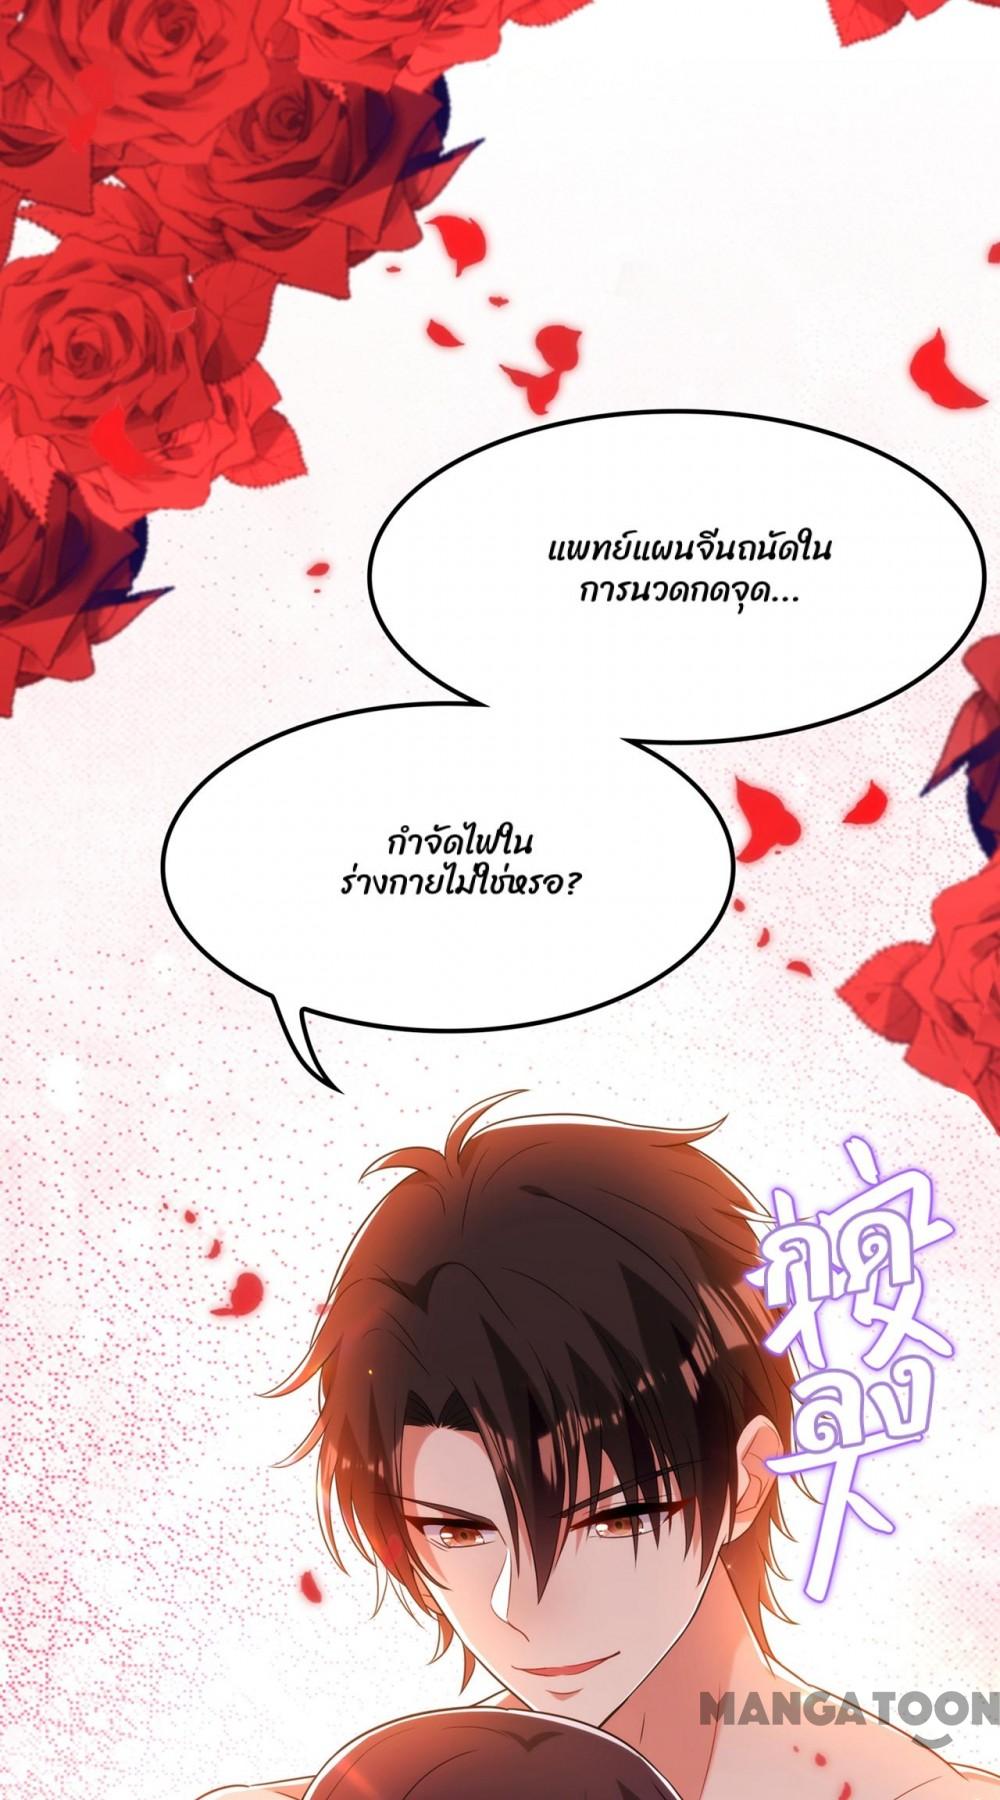 แพทย์แผนจีนถนัดใน
การนวดกดจุด...
กำจัดไฟใน
ร่างกายไม่ใช่หรอ?
กดลง
MANGATOON